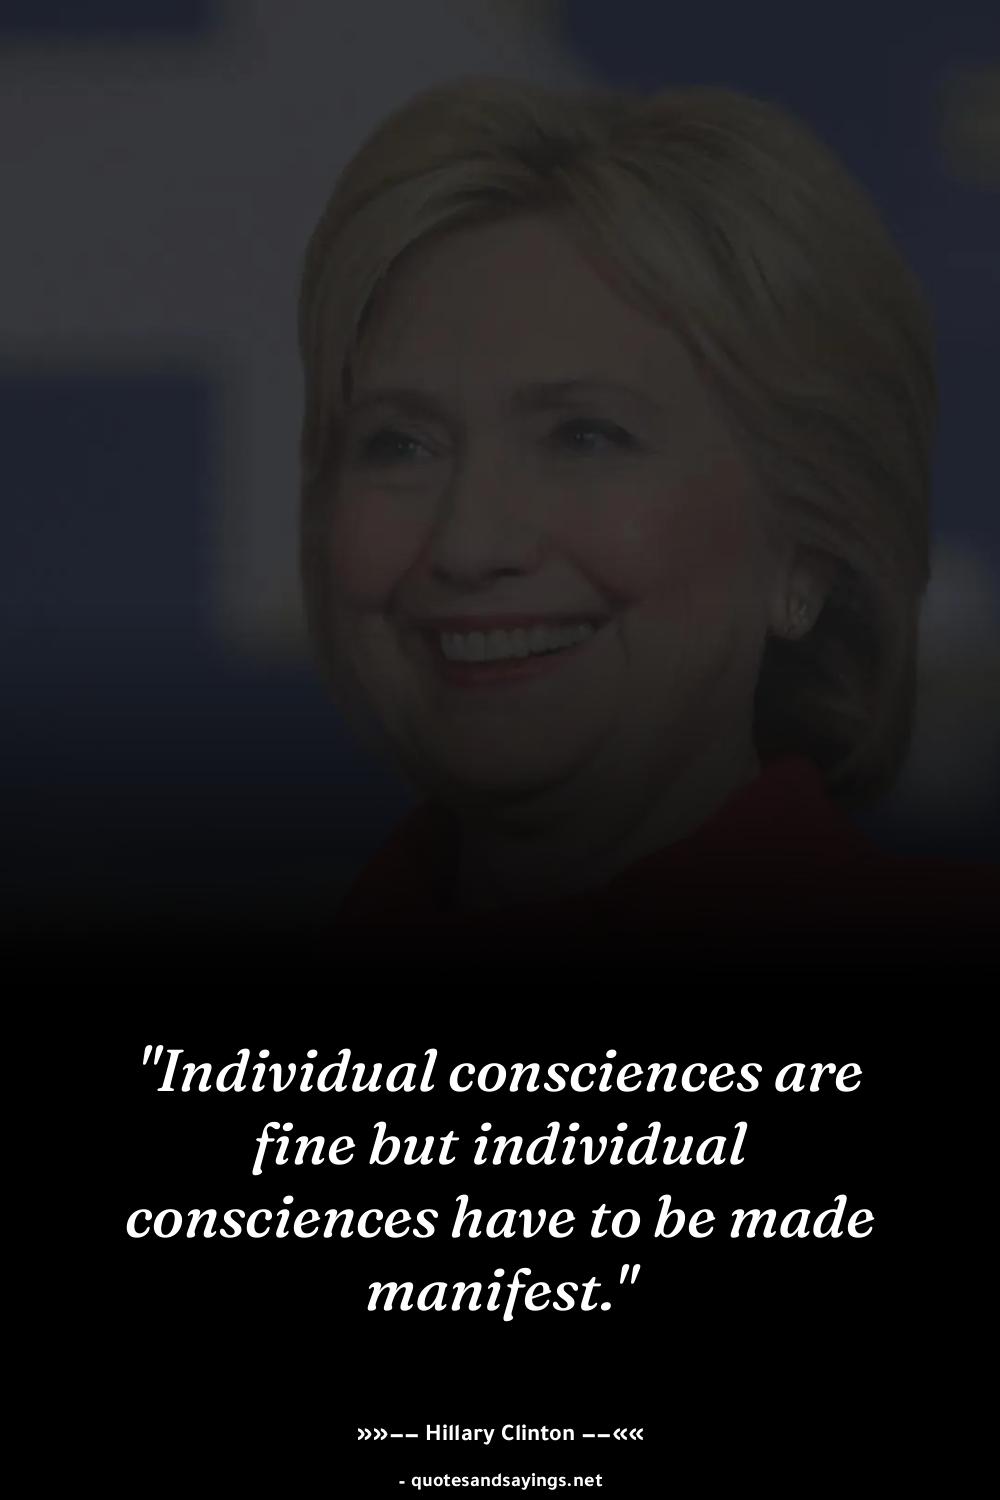 "Individual consciences are
fine but individual
consciences have to be made
manifest."
»»−− Hillary Clinton −−««
- quotesandsayings.net